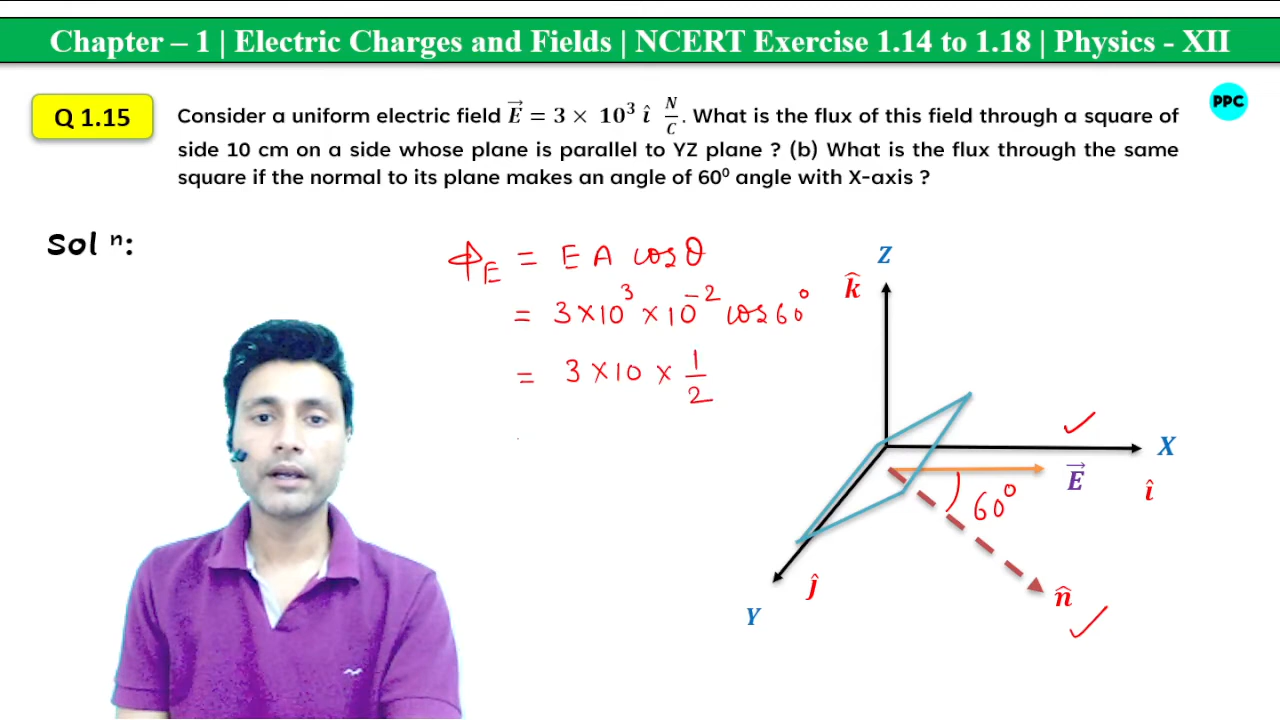 Chapter – 1 | Electric Charges and Fields | NCERT Exercise 1.14 to 1.18 | Physics - XII
PPC
Q 1.15
Consider a uniform electric field E⃗ = 3 × 10³ î N/C. What is the flux of this field through a square of
side 10 cm on a side whose plane is parallel to YZ plane ? (b) What is the flux through the same
square if the normal to its plane makes an angle of 60⁰ angle with X-axis ?
Sol ⁿ:
ϕ_E = E A cosθ
= 3×10³ × 10⁻² cos60°
= 3×10 × 1/2
Z
k̂
X
E⃗
î
60°
n̂
ĵ
Y